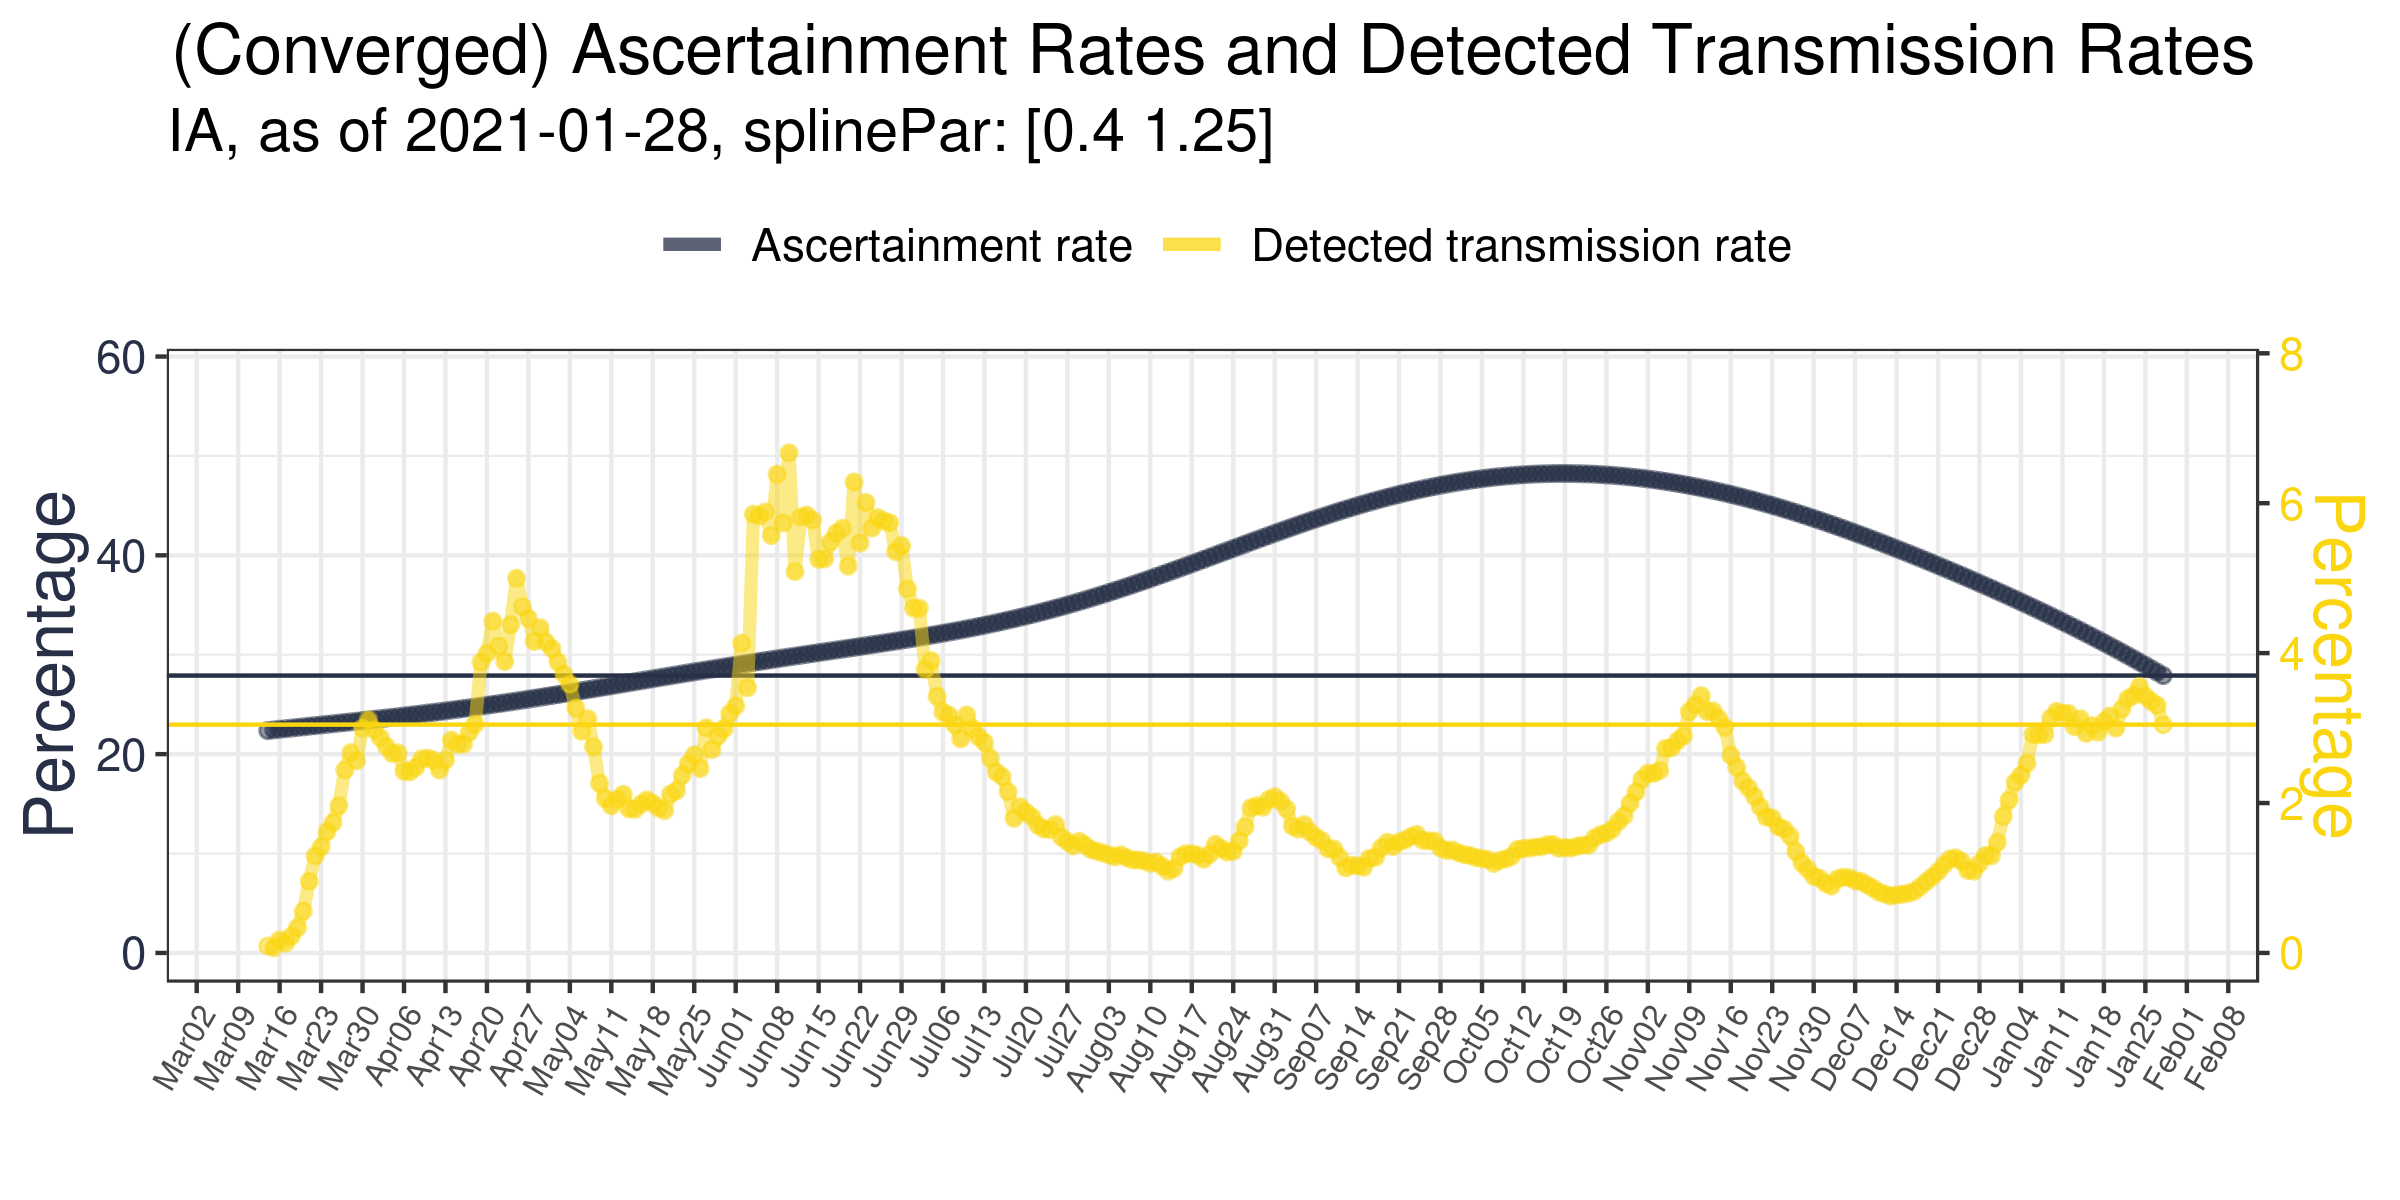 (Converged) Ascertainment Rates and Detected Transmission Rates
IA, as of 2021-01-28, splinePar: [0.4 1.25]
Ascertainment rate Detected transmission rate
Percentage
60
40
20
0
8
6
4
2
0
Percentage
Mar02 Mar09 Mar16 Mar23 Mar30 Apr06 Apr13 Apr20 Apr27 May04 May11 May18 May25 Jun01 Jun08 Jun15 Jun22 Jun29 Jul06 Jul13 Jul20 Jul27 Aug03 Aug10 Aug17 Aug24 Aug31 Sep07 Sep14 Sep21 Sep28 Oct05 Oct12 Oct19 Oct26 Nov02 Nov09 Nov16 Nov23 Nov30 Dec07 Dec14 Dec21 Dec28 Jan04 Jan11 Jan18 Jan25 Feb01 Feb08